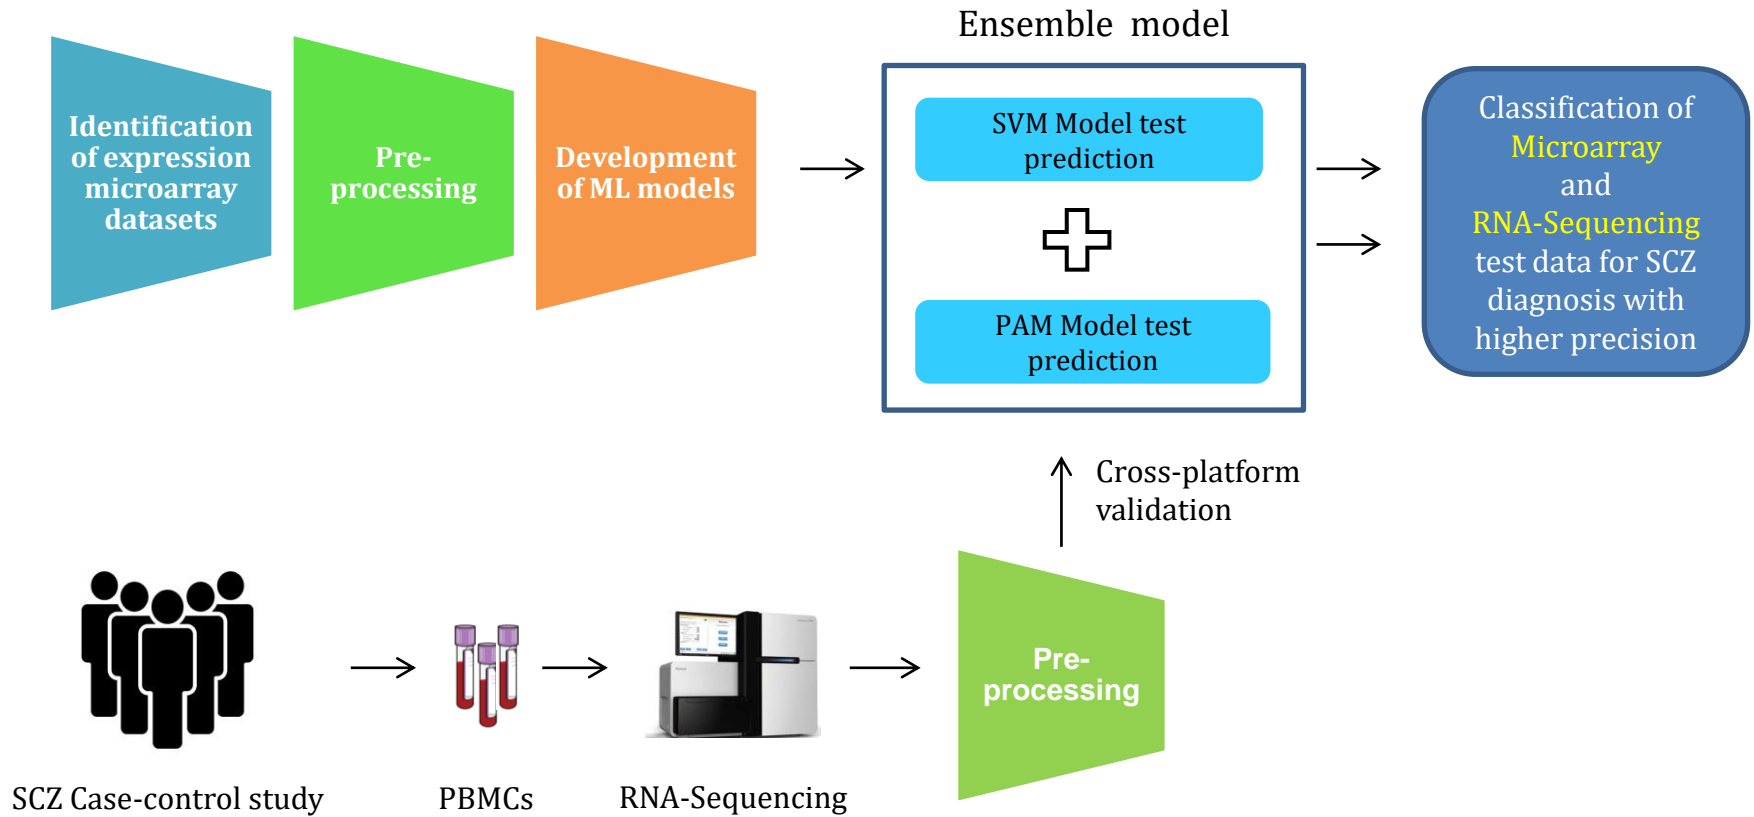 Ensemble model
Identification
of expression
microarray
datasets
Pre-
processing
Development
of ML models
SVM Model test
prediction
PAM Model test
prediction
Classification of
Microarray
and
RNA-Sequencing
test data for SCZ
diagnosis with
higher precision
Cross-platform
validation
Pre-
processing
SCZ Case-control study
PBMCs
RNA-Sequencing